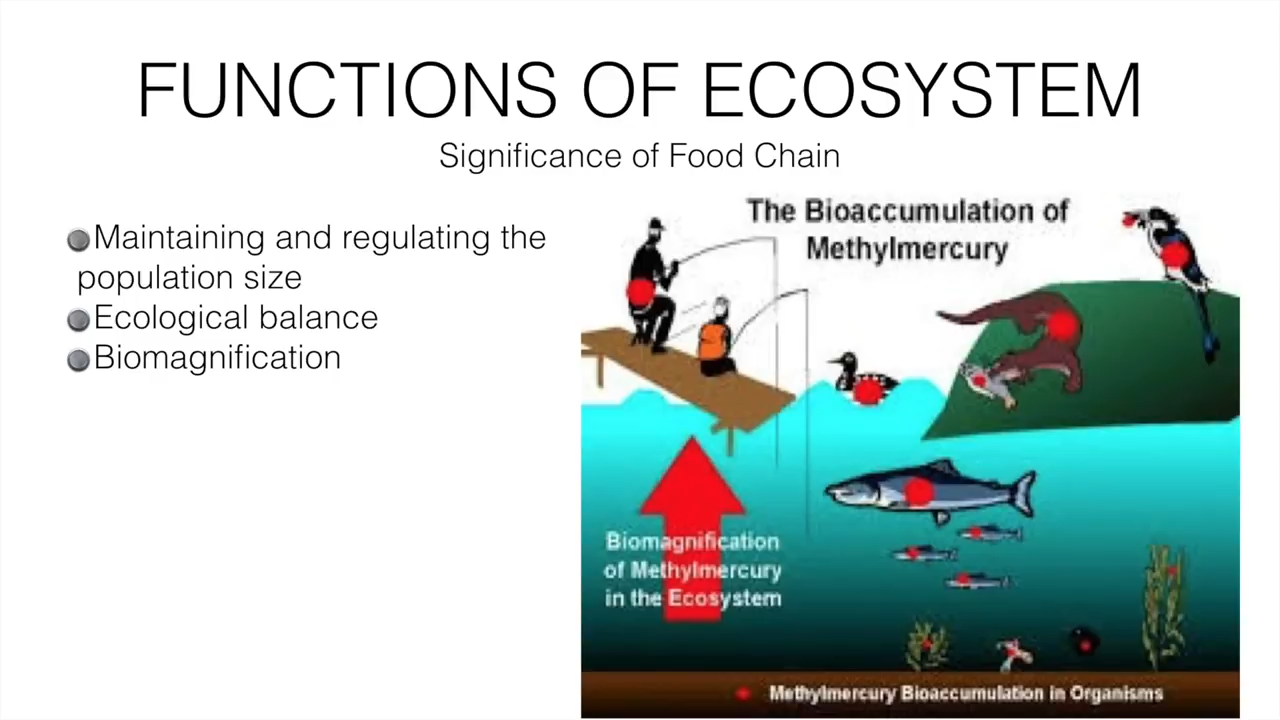 FUNCTIONS OF ECOSYSTEM
Significance of Food Chain
Maintaining and regulating the
population size
Ecological balance
Biomagnification
The Bioaccumulation of
Methylmercury
Biomagnification
of Methylmercury
in the Ecosystem
Methylmercury Bioaccumulation in Organisms